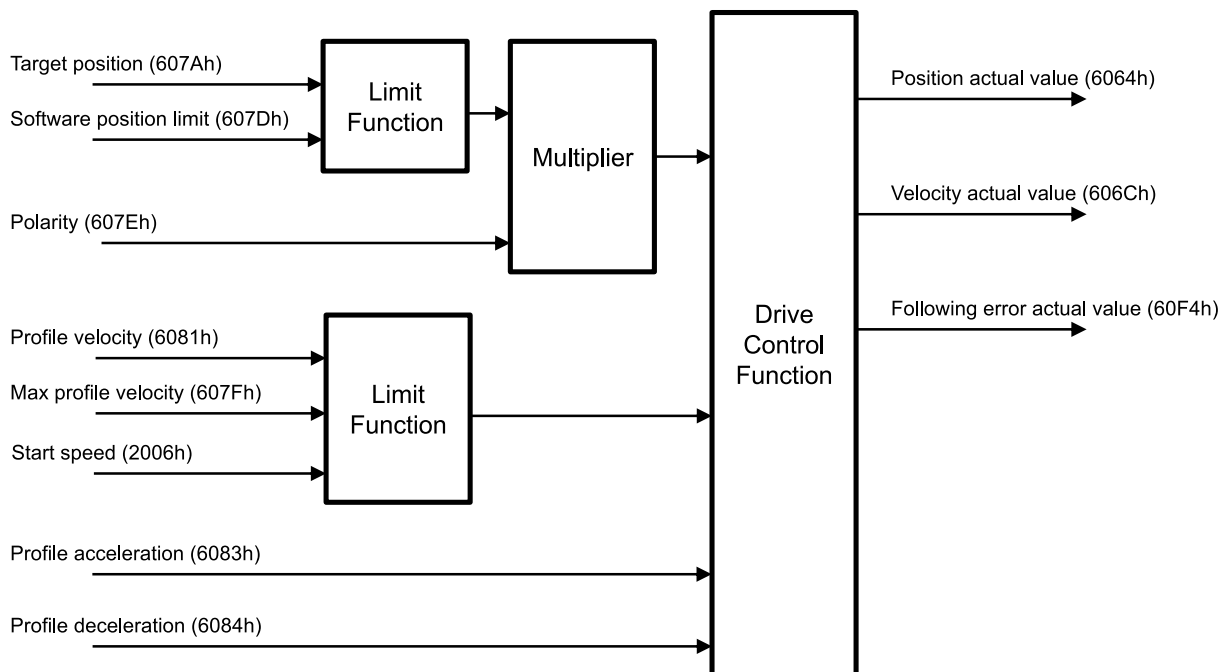 Target position (607Ah)
Software position limit (607Dh)
Limit
Function
Multiplier
Polarity (607Eh)
Profile velocity (6081h)
Max profile velocity (607Fh)
Start speed (2006h)
Limit
Function
Profile acceleration (6083h)
Profile deceleration (6084h)
Drive
Control
Function
Position actual value (6064h)
Velocity actual value (606Ch)
Following error actual value (60F4h)